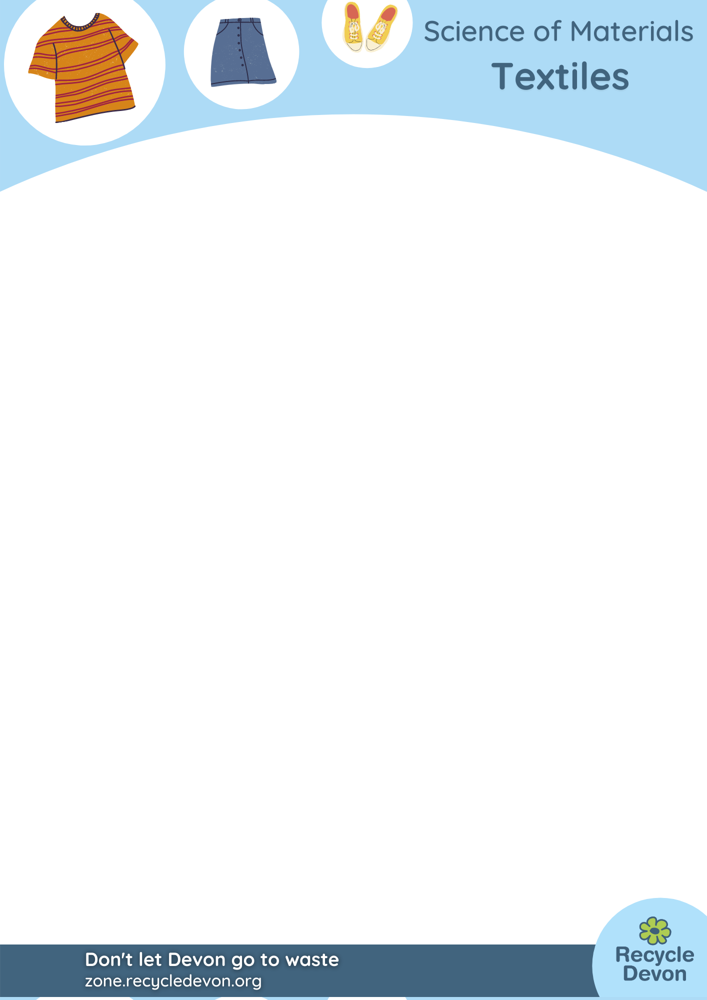 Science of Materials
Textiles
Don't let Devon go to waste
zone.recycledevon.org
Recycle
Devon